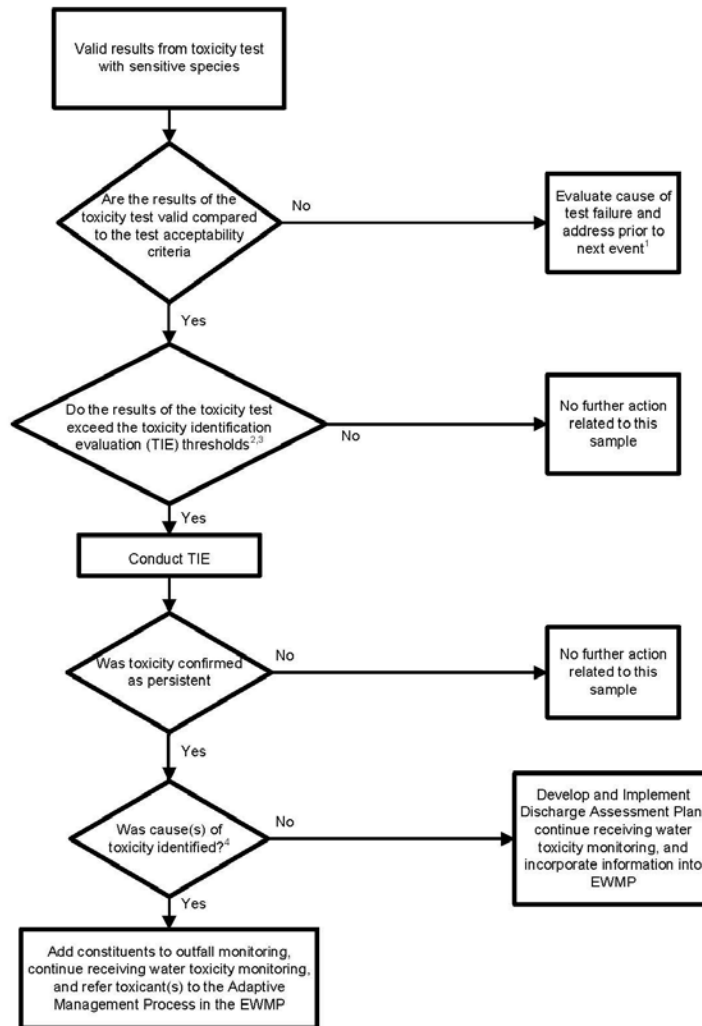 Valid results from toxicity test
with sensitive species
Are the results of the
toxicity test valid compared
to the test acceptability
criteria
No
Evaluate cause of
test failure and
address prior to
next event¹
Yes
Do the results of the toxicity test
exceed the toxicity identification
evaluation (TIE) thresholds²,³
No
No further action
related to this
sample
Yes
Conduct TIE
Was toxicity confirmed
as persistent
No
No further action
related to this
sample
Yes
Was cause(s) of
toxicity identified?⁴
No
Develop and Implement
Discharge Assessment Plan
continue receiving water
toxicity monitoring, and
incorporate information into
EWMP
Yes
Add constituents to outfall monitoring,
continue receiving water toxicity monitoring,
and refer toxicant(s) to the Adaptive
Management Process in the EWMP